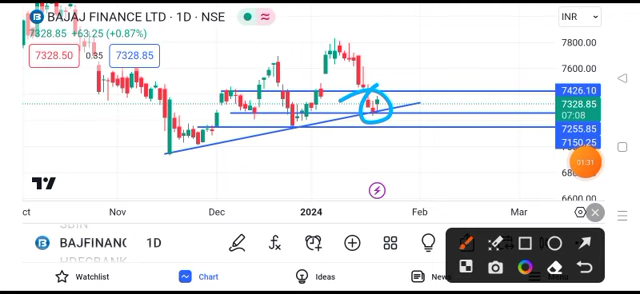 BAJAJ FINANCE LTD · 1D · NSE
INR
7328.85 +63.25 (+0.87%)
7328.50
0.35
7328.85
7800.00
7600.00
7426.10
7328.85
07:08
7255.85
7150.25
01:31
6600.00
Nov
Dec
2024
Feb
Mar
BAJFINANC
1D
HDFCBANK
Watchlist
Chart
Ideas
News